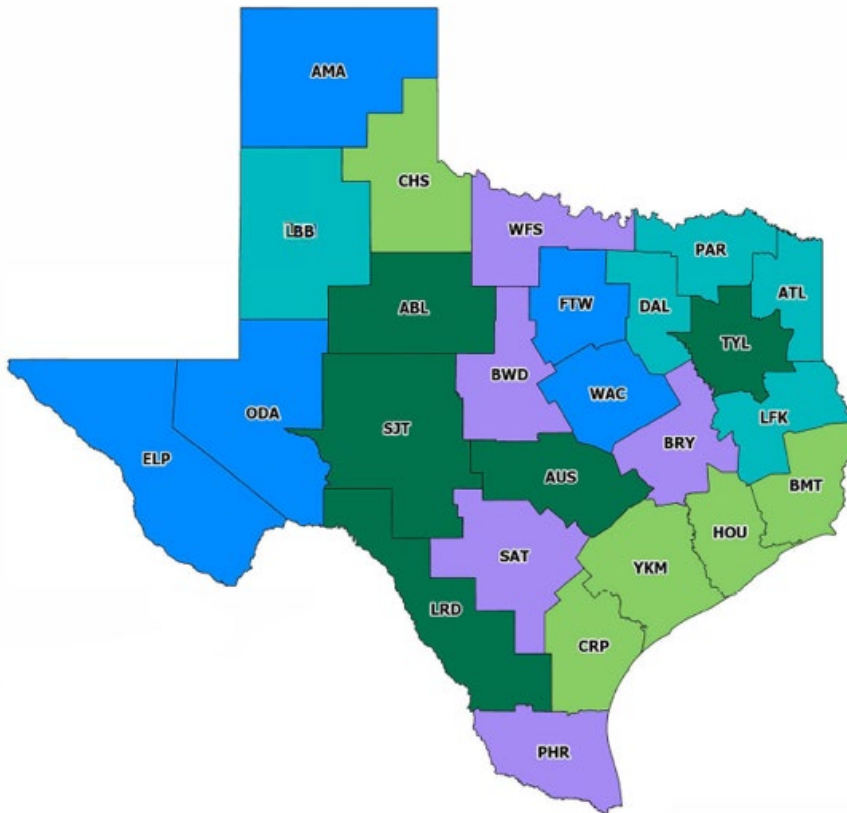 AMA
CHS
LBB
WFS
PAR
ATL
FTW
DAL
ABL
TYL
BWD
WAC
ODA
SJT
LFK
BRY
ELP
AUS
BMT
HOU
SAT
YKM
LRD
CRP
PHR